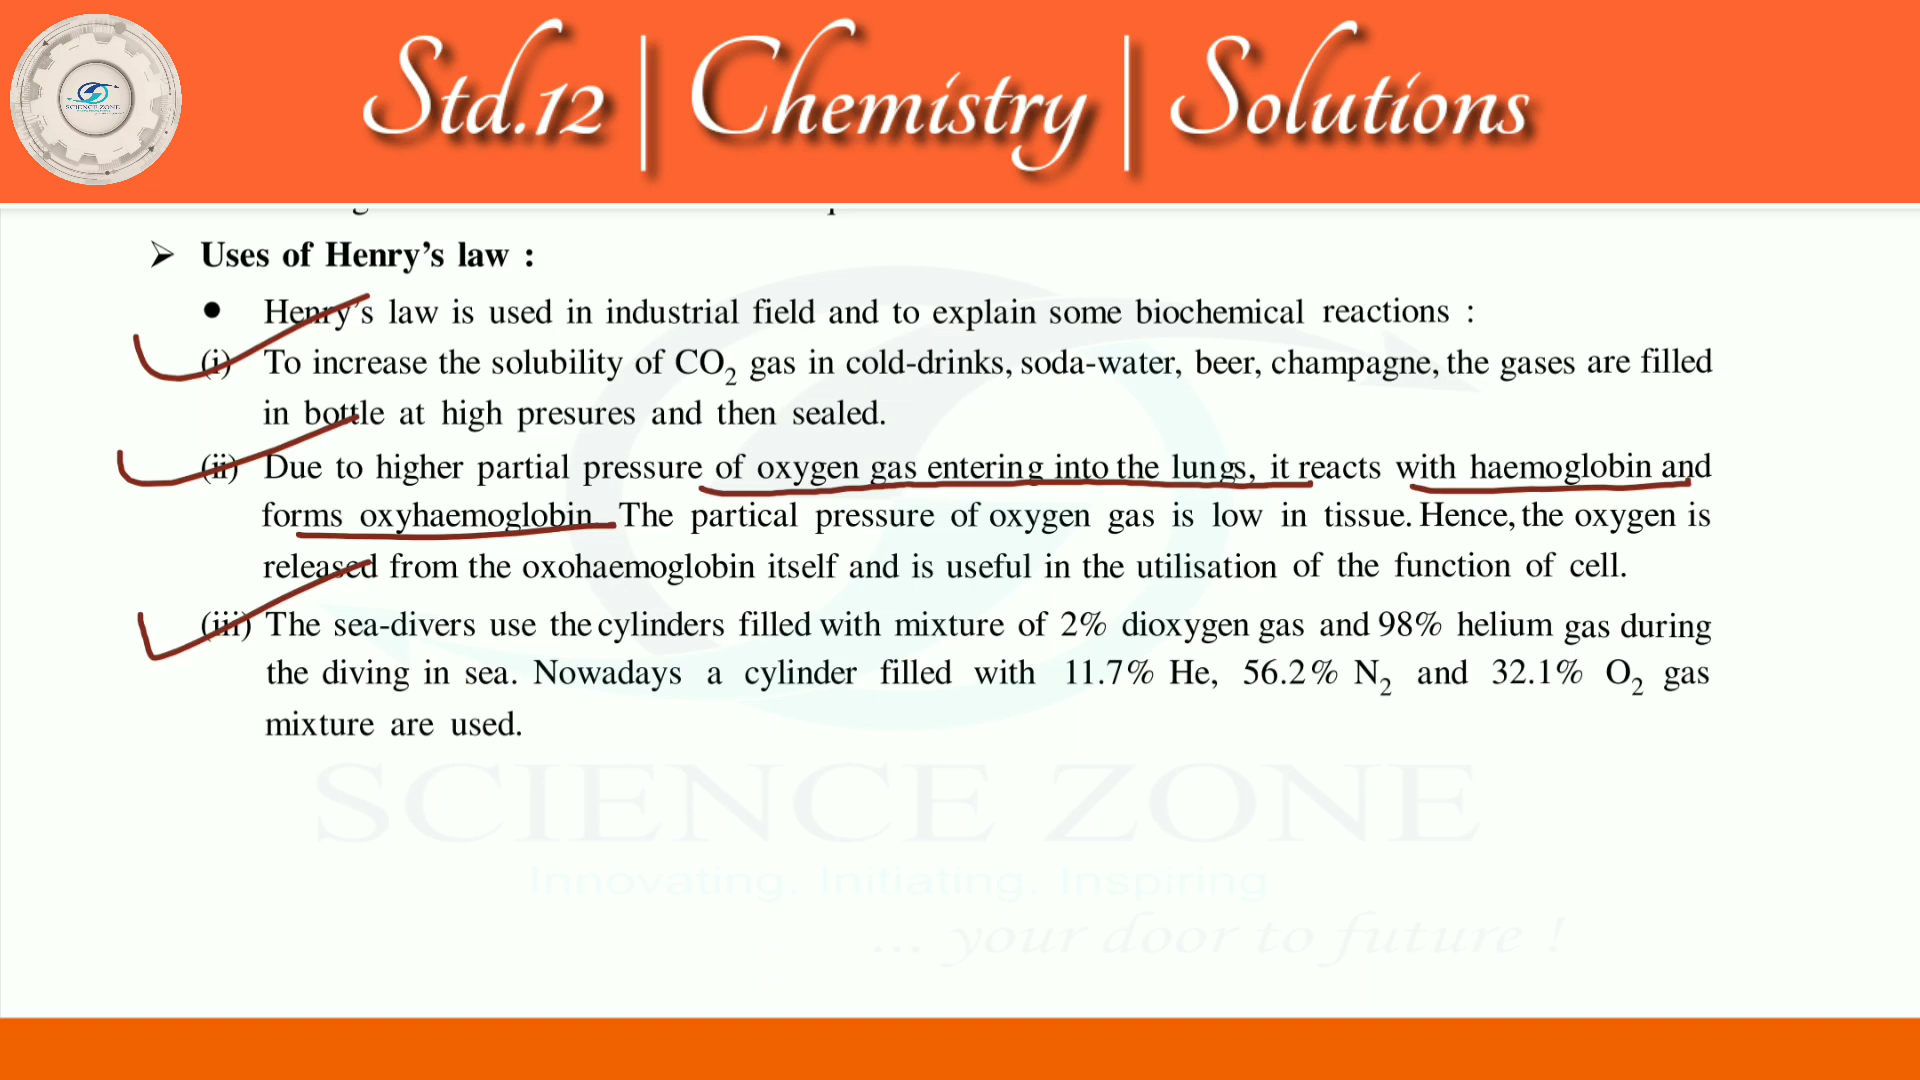 Std.12 | Chemistry | Solutions
SCIENCE ZONE
➢ Uses of Henry's law :
● Henry's law is used in industrial field and to explain some biochemical reactions :
(i) To increase the solubility of CO₂ gas in cold-drinks, soda-water, beer, champagne, the gases are filled
in bottle at high presures and then sealed.
(ii) Due to higher partial pressure of oxygen gas entering into the lungs, it reacts with haemoglobin and
forms oxyhaemoglobin. The partical pressure of oxygen gas is low in tissue. Hence, the oxygen is
released from the oxohaemoglobin itself and is useful in the utilisation of the function of cell.
(iii) The sea-divers use the cylinders filled with mixture of 2% dioxygen gas and 98% helium gas during
the diving in sea. Nowadays a cylinder filled with 11.7% He, 56.2% N₂ and 32.1% O₂ gas
mixture are used.
SCIENCE ZONE
Innovating. Initiating. Inspiring
... your door to future !